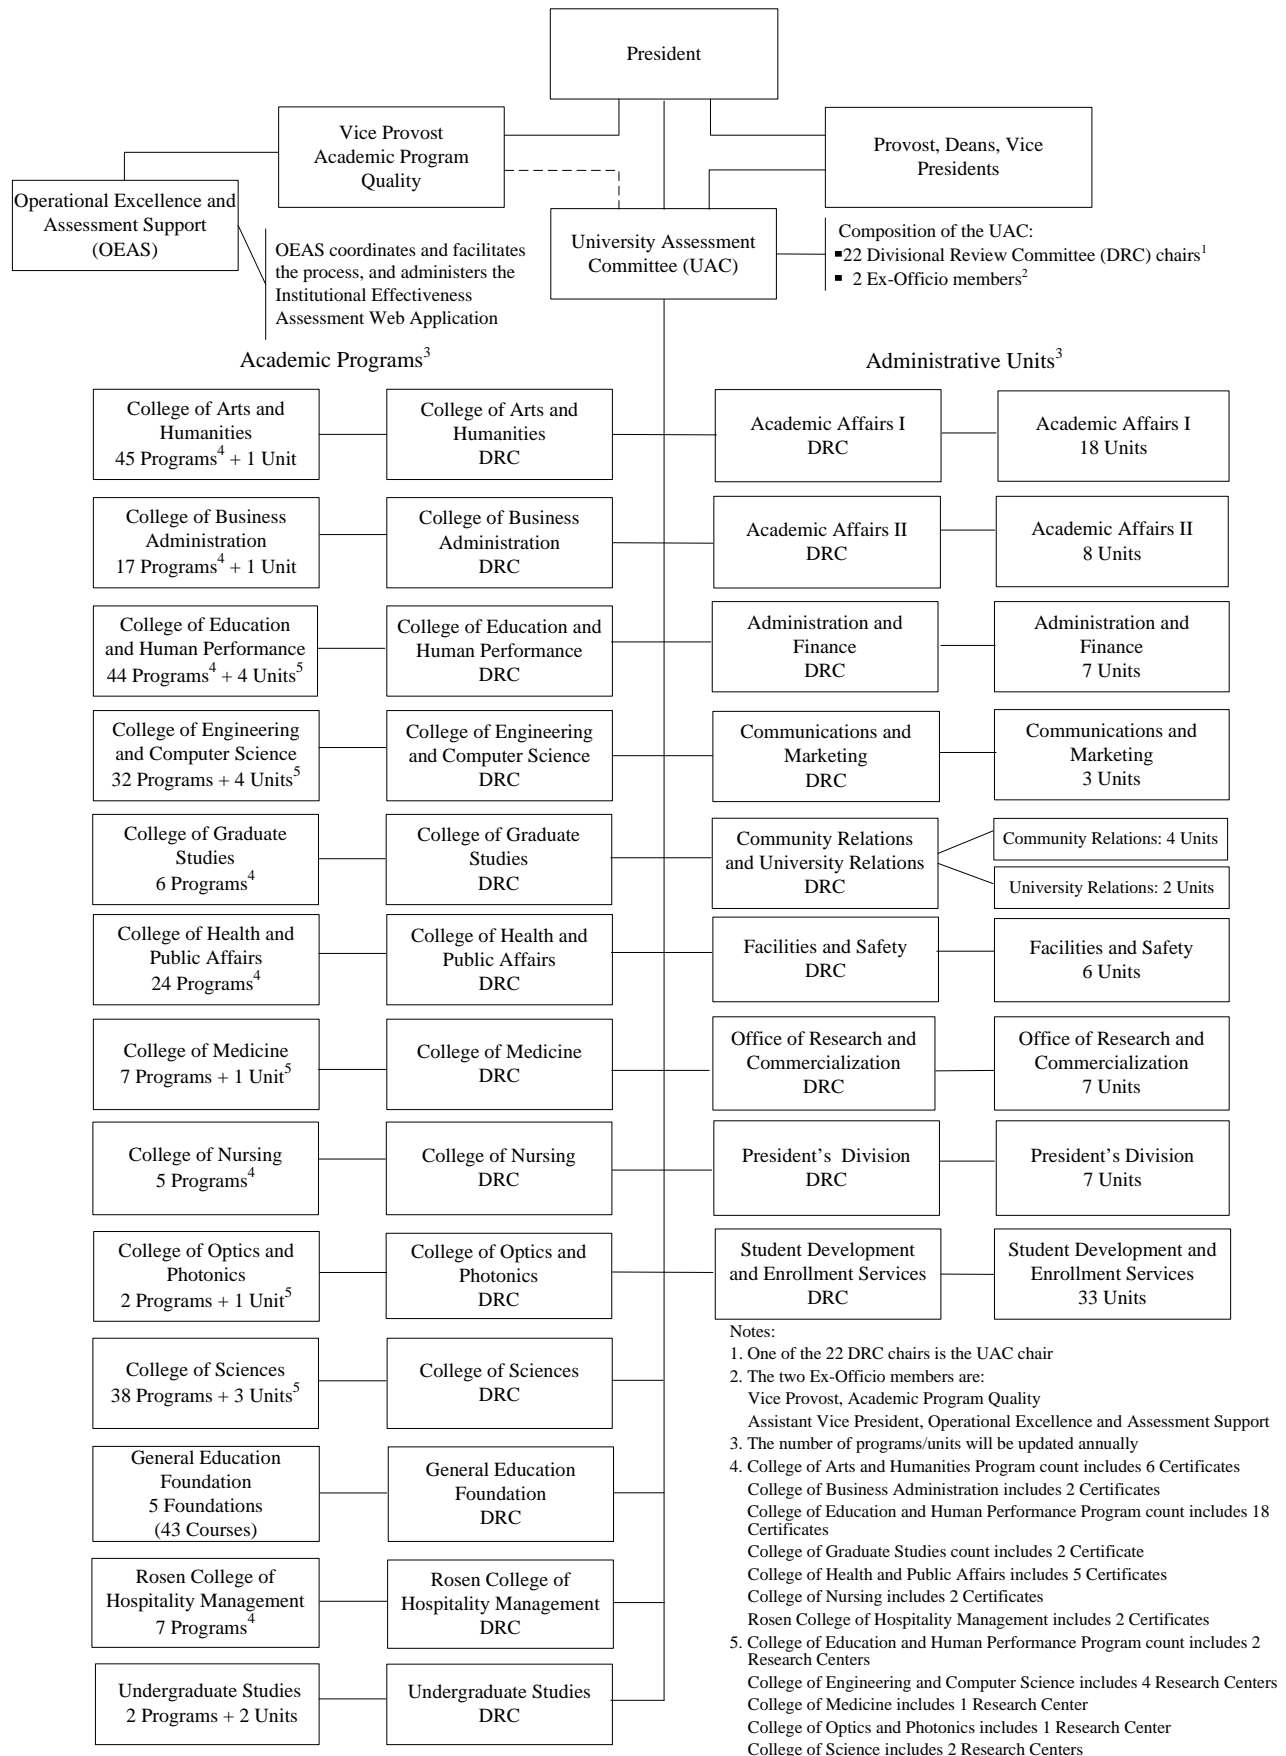 President
Vice Provost
Academic Program
Quality
Provost, Deans, Vice
Presidents
Operational Excellence and
Assessment Support
(OEAS)
OEAS coordinates and facilitates
the process, and administers the
Institutional Effectiveness
Assessment Web Application
University Assessment
Committee (UAC)
Composition of the UAC:
▪22 Divisional Review Committee (DRC) chairs1
▪ 2 Ex-Officio members2
Academic Programs3
Administrative Units3
College of Arts and
Humanities
45 Programs4 + 1 Unit
College of Arts and
Humanities
DRC
Academic Affairs I
DRC
Academic Affairs I
18 Units
College of Business
Administration
17 Programs4 + 1 Unit
College of Business
Administration
DRC
Academic Affairs II
DRC
Academic Affairs II
8 Units
College of Education
and Human Performance
44 Programs4 + 4 Units5
College of Education and
Human Performance
DRC
Administration and
Finance
DRC
Administration and
Finance
7 Units
College of Engineering
and Computer Science
32 Programs + 4 Units5
College of Engineering
and Computer Science
DRC
Communications and
Marketing
DRC
Communications and
Marketing
3 Units
College of Graduate
Studies
6 Programs4
College of Graduate
Studies
DRC
Community Relations
and University Relations
DRC
Community Relations: 4 Units
University Relations: 2 Units
College of Health and
Public Affairs
24 Programs4
College of Health and
Public Affairs
DRC
Facilities and Safety
DRC
Facilities and Safety
6 Units
College of Medicine
7 Programs + 1 Unit5
College of Medicine
DRC
Office of Research and
Commercialization
DRC
Office of Research and
Commercialization
7 Units
College of Nursing
5 Programs4
College of Nursing
DRC
President's Division
DRC
President's Division
7 Units
College of Optics and
Photonics
2 Programs + 1 Unit5
College of Optics and
Photonics
DRC
Student Development
and Enrollment Services
DRC
Student Development and
Enrollment Services
33 Units
College of Sciences
38 Programs + 3 Units5
College of Sciences
DRC
General Education
Foundation
5 Foundations
(43 Courses)
General Education
Foundation
DRC
Rosen College of
Hospitality Management
7 Programs4
Rosen College of
Hospitality Management
DRC
Undergraduate Studies
2 Programs + 2 Units
Undergraduate Studies
DRC
Notes:
1. One of the 22 DRC chairs is the UAC chair
2. The two Ex-Officio members are:
Vice Provost, Academic Program Quality
Assistant Vice President, Operational Excellence and Assessment Support
3. The number of programs/units will be updated annually
4. College of Arts and Humanities Program count includes 6 Certificates
College of Business Administration includes 2 Certificates
College of Education and Human Performance Program count includes 18
Certificates
College of Graduate Studies count includes 2 Certificate
College of Health and Public Affairs includes 5 Certificates
College of Nursing includes 2 Certificates
Rosen College of Hospitality Management includes 2 Certificates
5. College of Education and Human Performance Program count includes 2
Research Centers
College of Engineering and Computer Science includes 4 Research Centers
College of Medicine includes 1 Research Center
College of Optics and Photonics includes 1 Research Center
College of Science includes 2 Research Centers